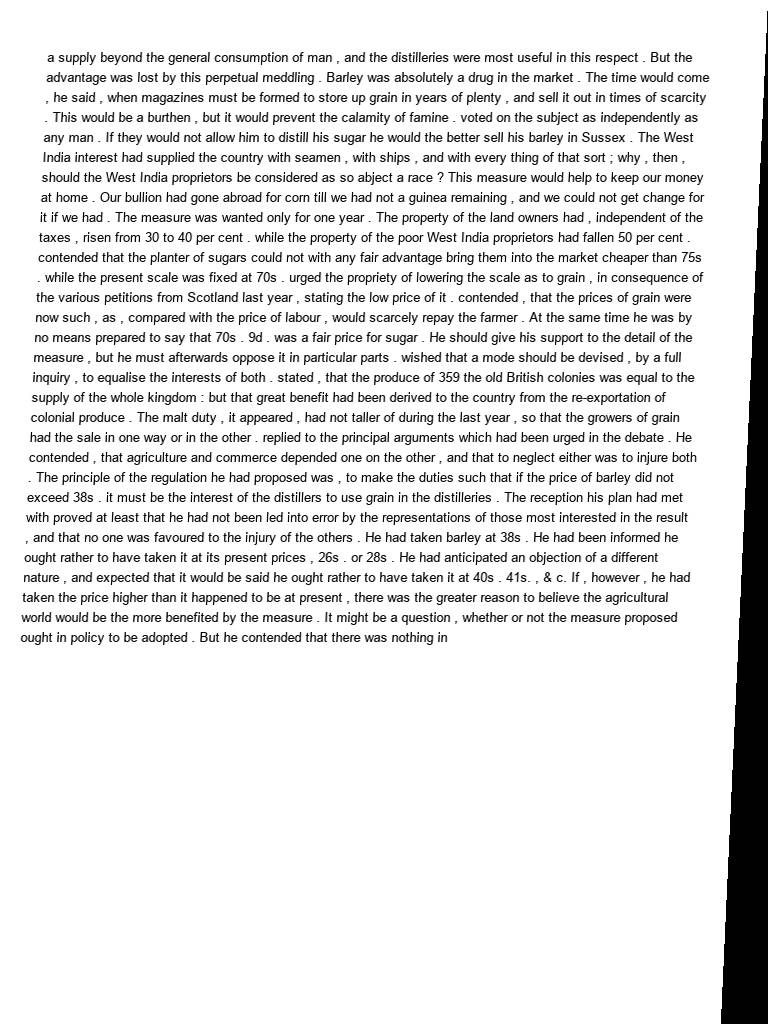 a supply beyond the general consumption of man , and the distilleries were most useful in this respect . But the
advantage was lost by this perpetual meddling . Barley was absolutely a drug in the market . The time would come
, he said , when magazines must be formed to store up grain in years of plenty , and sell it out in times of scarcity
. This would be a burthen , but it would prevent the calamity of famine . voted on the subject as independently as
any man . If they would not allow him to distill his sugar he would the better sell his barley in Sussex . The West
India interest had supplied the country with seamen , with ships , and with every thing of that sort ; why , then ,
should the West India proprietors be considered as so abject a race ? This measure would help to keep our money
at home . Our bullion had gone abroad for corn till we had not a guinea remaining , and we could not get change for
it if we had . The measure was wanted only for one year . The property of the land owners had , independent of the
taxes , risen from 30 to 40 per cent . while the property of the poor West India proprietors had fallen 50 per cent .
contended that the planter of sugars could not with any fair advantage bring them into the market cheaper than 75s
. while the present scale was fixed at 70s . urged the propriety of lowering the scale as to grain , in consequence of
the various petitions from Scotland last year , stating the low price of it . contended , that the prices of grain were
now such , as , compared with the price of labour , would scarcely repay the farmer . At the same time he was by
no means prepared to say that 70s . 9d . was a fair price for sugar . He should give his support to the detail of the
measure , but he must afterwards oppose it in particular parts . wished that a mode should be devised , by a full
inquiry , to equalise the interests of both . stated , that the produce of 359 the old British colonies was equal to the
supply of the whole kingdom : but that great benefit had been derived to the country from the re-exportation of
colonial produce . The malt duty , it appeared , had not taller of during the last year , so that the growers of grain
had the sale in one way or in the other . replied to the principal arguments which had been urged in the debate . He
contended , that agriculture and commerce depended one on the other , and that to neglect either was to injure both
. The principle of the regulation he had proposed was , to make the duties such that if the price of barley did not
exceed 38s . it must be the interest of the distillers to use grain in the distilleries . The reception his plan had met
with proved at least that he had not been led into error by the representations of those most interested in the result
, and that no one was favoured to the injury of the others . He had taken barley at 38s . He had been informed he
ought rather to have taken it at its present prices , 26s . or 28s . He had anticipated an objection of a different
nature , and expected that it would be said he ought rather to have taken it at 40s . 41s. , & c. If , however , he had
taken the price higher than it happened to be at present , there was the greater reason to believe the agricultural
world would be the more benefited by the measure . It might be a question , whether or not the measure proposed
ought in policy to be adopted . But he contended that there was nothing in